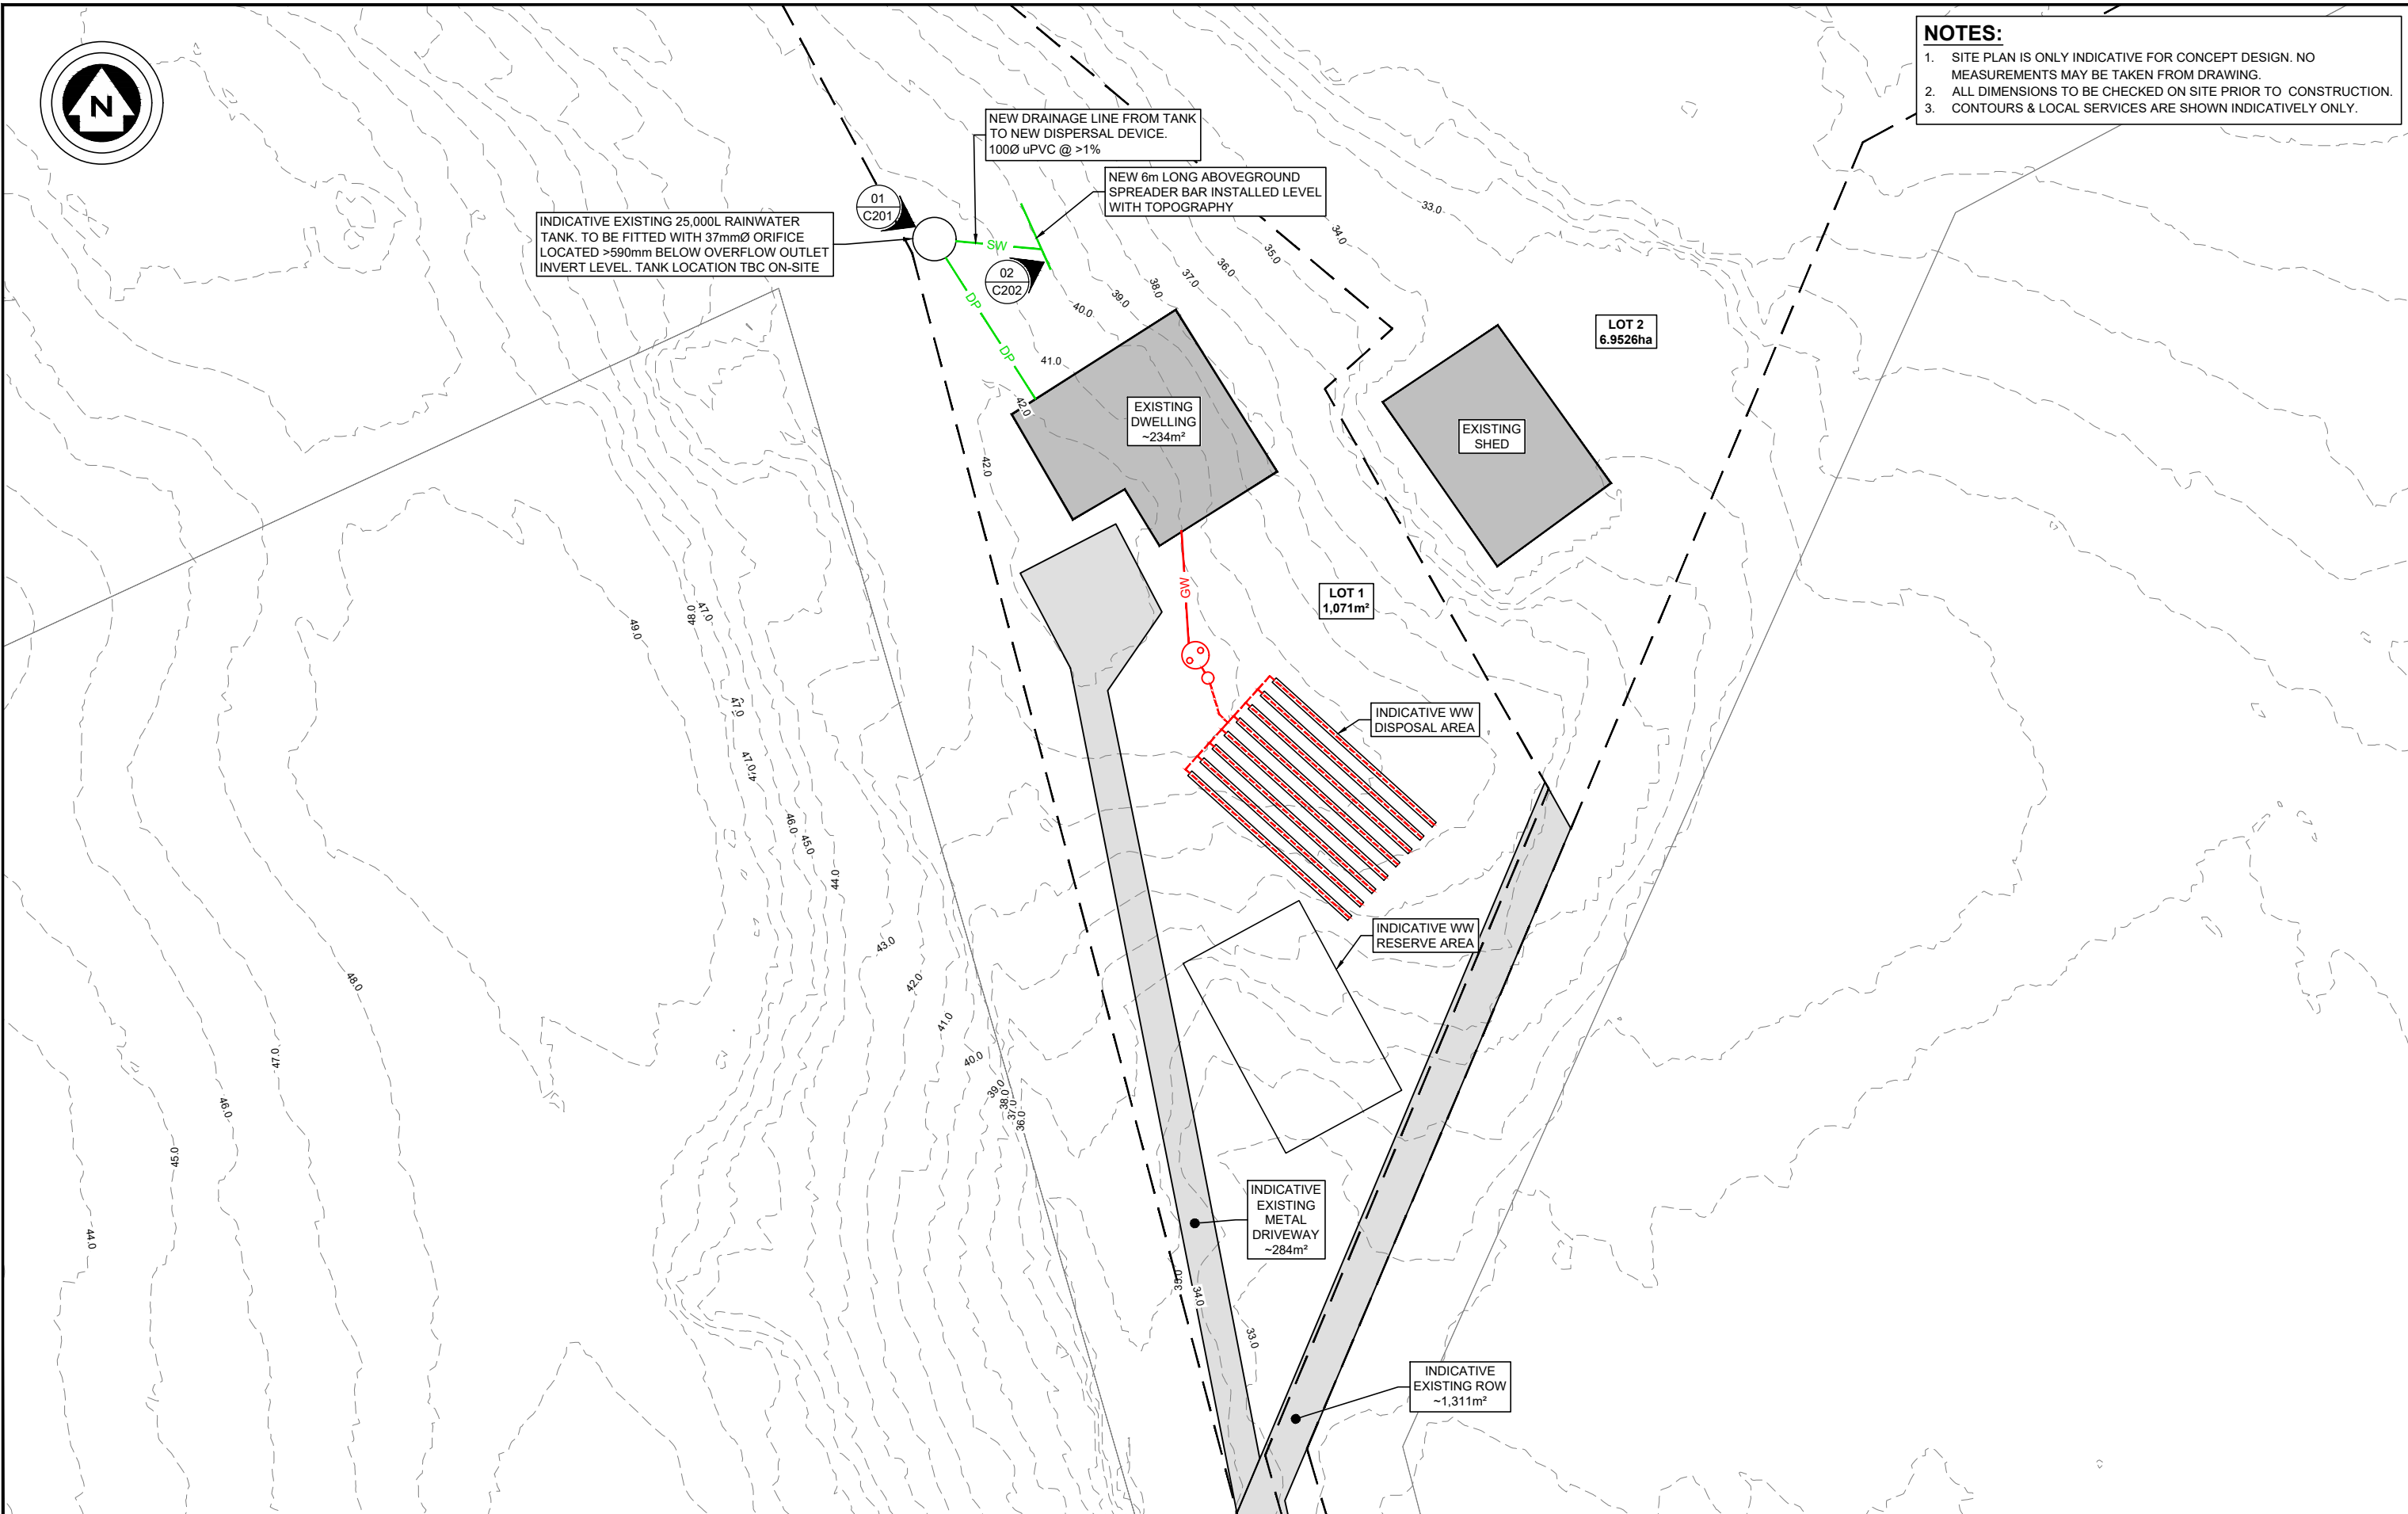 N
NOTES:
1. SITE PLAN IS ONLY INDICATIVE FOR CONCEPT DESIGN. NO
MEASUREMENTS MAY BE TAKEN FROM DRAWING.
2. ALL DIMENSIONS TO BE CHECKED ON SITE PRIOR TO CONSTRUCTION.
3. CONTOURS & LOCAL SERVICES ARE SHOWN INDICATIVELY ONLY.
NEW DRAINAGE LINE FROM TANK
TO NEW DISPERSAL DEVICE.
100Ø uPVC @ >1%
NEW 6m LONG ABOVEGROUND
SPREADER BAR INSTALLED LEVEL
WITH TOPOGRAPHY
01
C201
INDICATIVE EXISTING 25,000L RAINWATER
TANK. TO BE FITTED WITH 37mmØ ORIFICE
LOCATED >590mm BELOW OVERFLOW OUTLET
INVERT LEVEL. TANK LOCATION TBC ON-SITE
SW
02
C202
DP
DP
33.0
34.0
35.0
36.0
37.0
38.0
39.0
40.0
41.0
42.0
42.0
LOT 2
6.9526ha
EXISTING
DWELLING
~234m²
EXISTING
SHED
GW
LOT 1
1,071m²
INDICATIVE WW
DISPOSAL AREA
INDICATIVE WW
RESERVE AREA
49.0
48.0
47.0
47.0
47.0
46.0
45.0
44.0
43.0
42.0
41.0
40.0
39.0
38.0
37.0
36.0
48.0
47.0
46.0
45.0
44.0
INDICATIVE
EXISTING
METAL
DRIVEWAY
~284m²
34.0
33.0
INDICATIVE
EXISTING ROW
~1,311m²